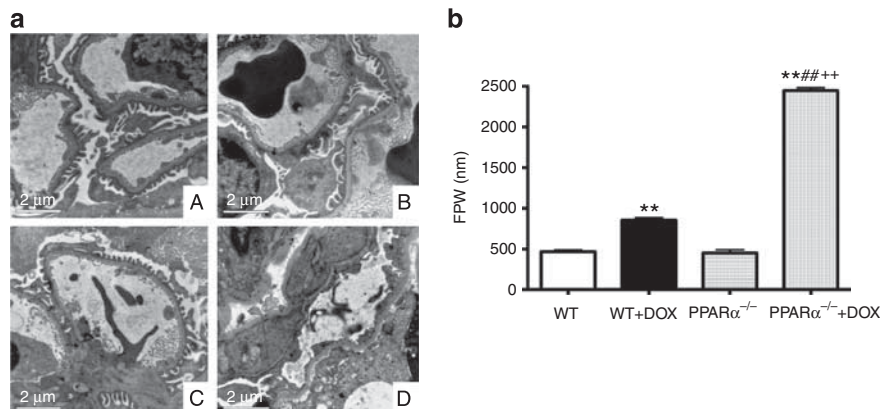 a
2 μm
A
2 μm
B
2 μm
C
2 μm
D
b
**##++
2500
2000
1500
1000
500
0
FPW (nm)
**
WT
WT+DOX
PPARα−/−
PPARα−/−+DOX